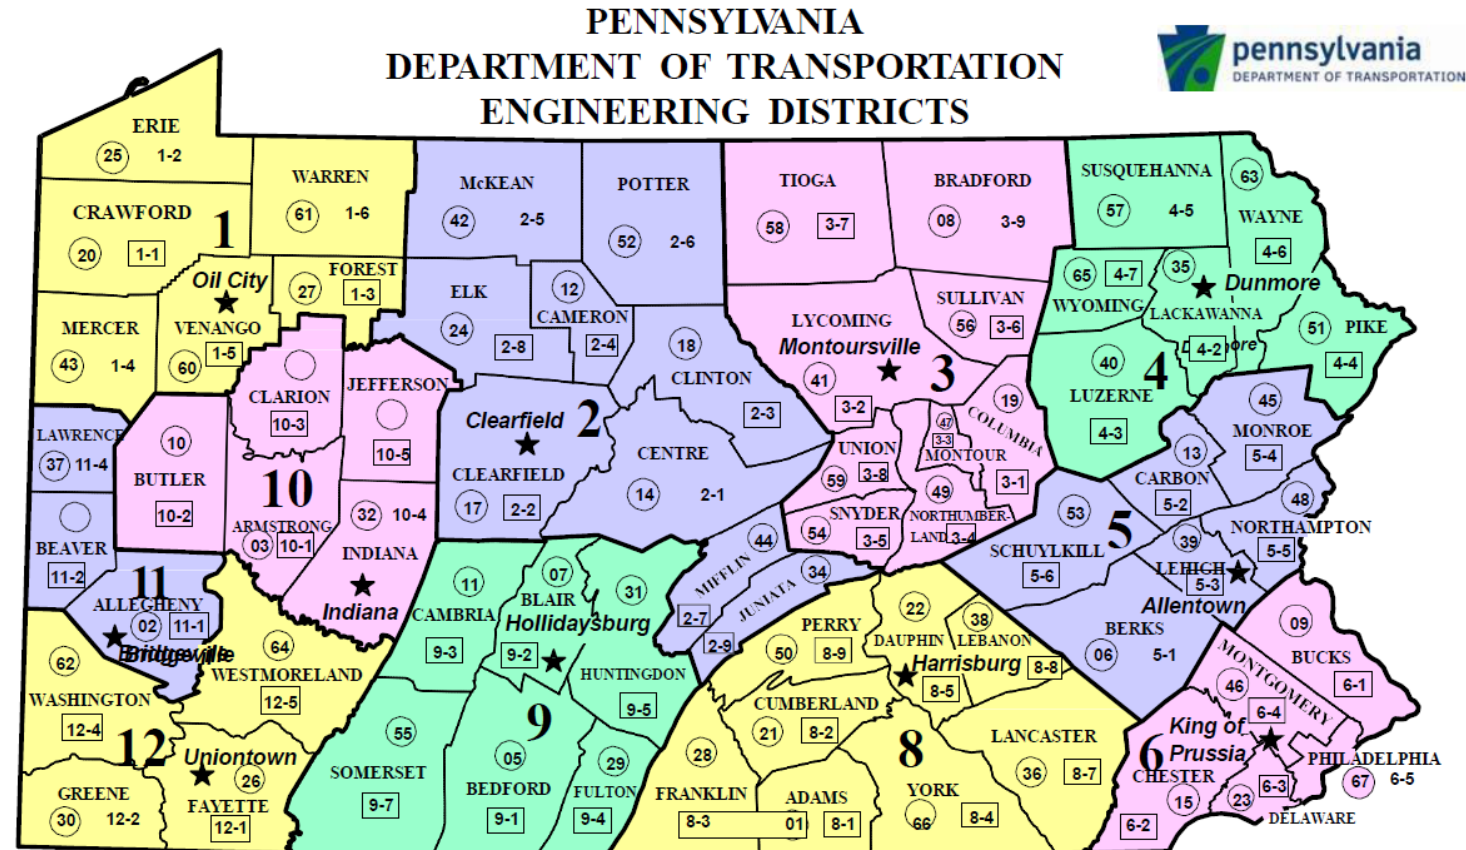 PENNSYLVANIA
DEPARTMENT OF TRANSPORTATION
ENGINEERING DISTRICTS
pennsylvania
DEPARTMENT OF TRANSPORTATION
ERIE
25 1-2
CRAWFORD
20 1-1
1
WARREN
61 1-6
Oil City
FOREST
27 1-3
MERCER
43 1-4
VENANGO
60 1-5
McKEAN
42 2-5
POTTER
52 2-6
ELK
24 2-8
12
CAMERON
2-4
18
CLINTON
2-3
Clearfield
2
CLEARFIELD
17 2-2
CENTRE
14 2-1
44
MIFFLIN
2-7
34
JUNIATA
2-9
TIOGA
58 3-7
BRADFORD
08 3-9
LYCOMING
Montoursville
41 3-2
3
SULLIVAN
56 3-6
19
COLUMBIA
3-1
47
3-3
MONTOUR
UNION
59 3-8
49
NORTHUMBER-
LAND 3-4
SNYDER
54 3-5
SUSQUEHANNA
57 4-5
63
WAYNE
4-6
65 4-7
WYOMING
35
Dunmore
LACKAWANNA
4-2
51 PIKE
4-4
40
LUZERNE
4-3
4
45
MONROE
5-4
13
CARBON
5-2
48
NORTHAMPTON
5-5
39
LEHIGH
5-3
Allentown
53
SCHUYLKILL
5-6
5
BERKS
06 5-1
09
BUCKS
6-1
MONTGOMERY
46 6-4
King of
Prussia
6
CHESTER
15
6-2
23 6-3
DELAWARE
PHILADELPHIA
67 6-5
22
DAUPHIN
38
LEBANON
8-8
Harrisburg
8-5
PERRY
50 8-9
CUMBERLAND
21 8-2
8
LANCASTER
36 8-7
28
FRANKLIN
8-3
ADAMS
01 8-1
YORK
66 8-4
11
CAMBRIA
9-3
07
BLAIR
Hollidaysburg
9-2
31
HUNTINGDON
9-5
9
55
SOMERSET
9-7
05
BEDFORD
9-1
29
FULTON
9-4
CLARION
10-3
JEFFERSON
10-5
10
BUTLER
10-2
10
ARMSTRONG
03 10-1
32 10-4
INDIANA
Indiana
LAWRENCE
37 11-4
BEAVER
11-2
11
ALLEGHENY
02 11-1
Bridgeville
62
WASHINGTON
12-4
64
WESTMORELAND
12-5
12
Uniontown
26
FAYETTE
12-1
GREENE
30 12-2